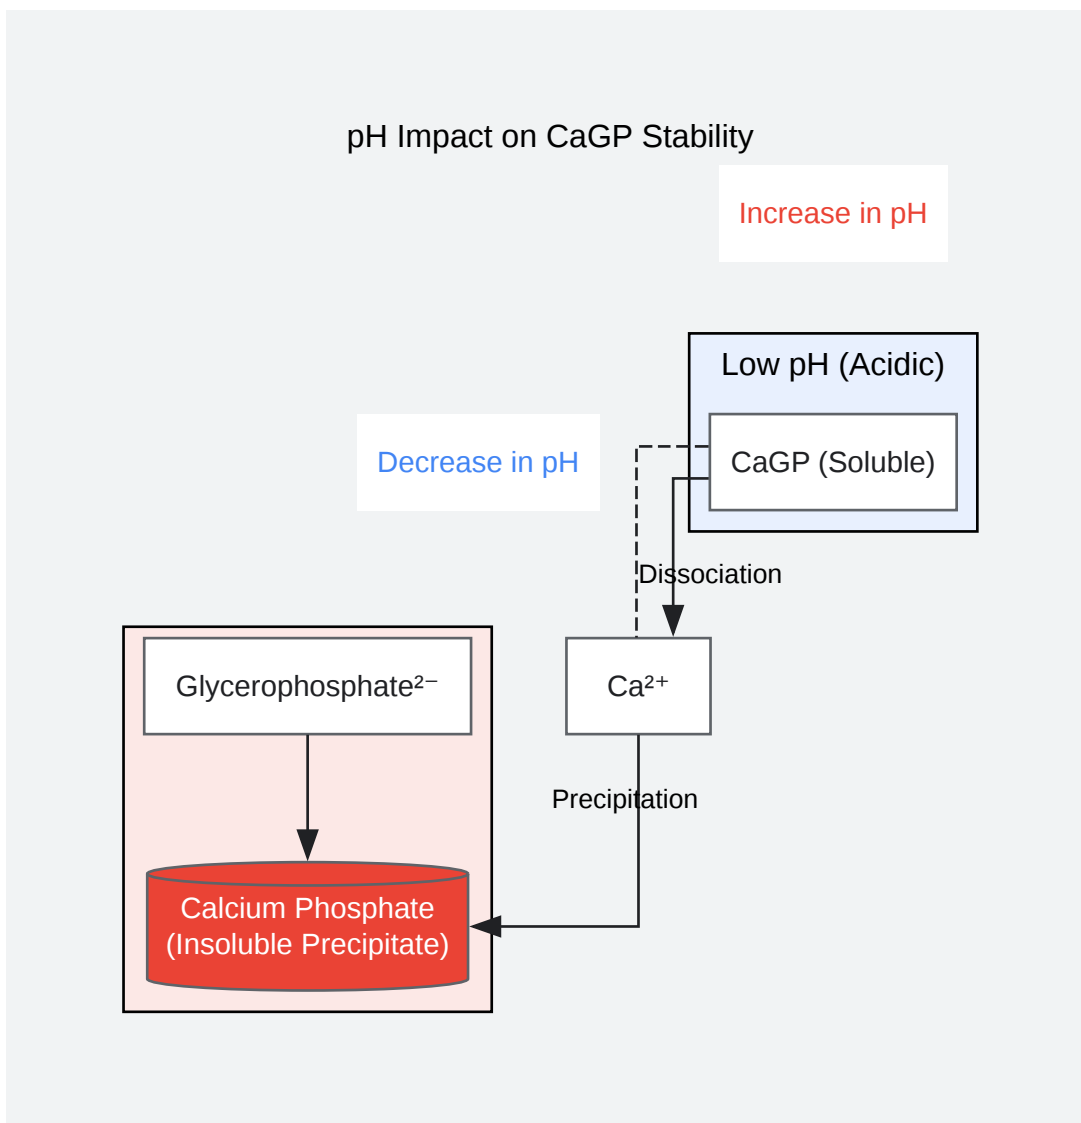 pH Impact on CaGP Stability
Increase in pH
Low pH (Acidic)
CaGP (Soluble)
Decrease in pH
Dissociation
Glycerophosphate²⁻
Ca²⁺
Precipitation
Calcium Phosphate
(Insoluble Precipitate)